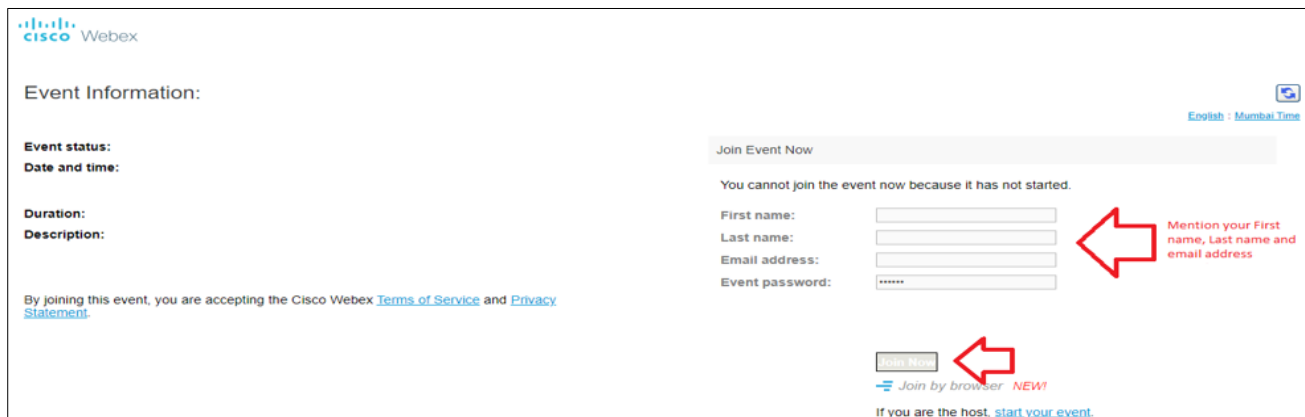 cisco Webex
Event Information:
English : Mumbai Time
Event status:
Date and time:
Duration:
Description:
By joining this event, you are accepting the Cisco Webex Terms of Service and Privacy
Statement.
Join Event Now
You cannot join the event now because it has not started.
First name:
Last name:
Email address:
Event password:
Mention your First
name, Last name and
email address
Join Now
Join by browser NEW!
If you are the host, start your event.